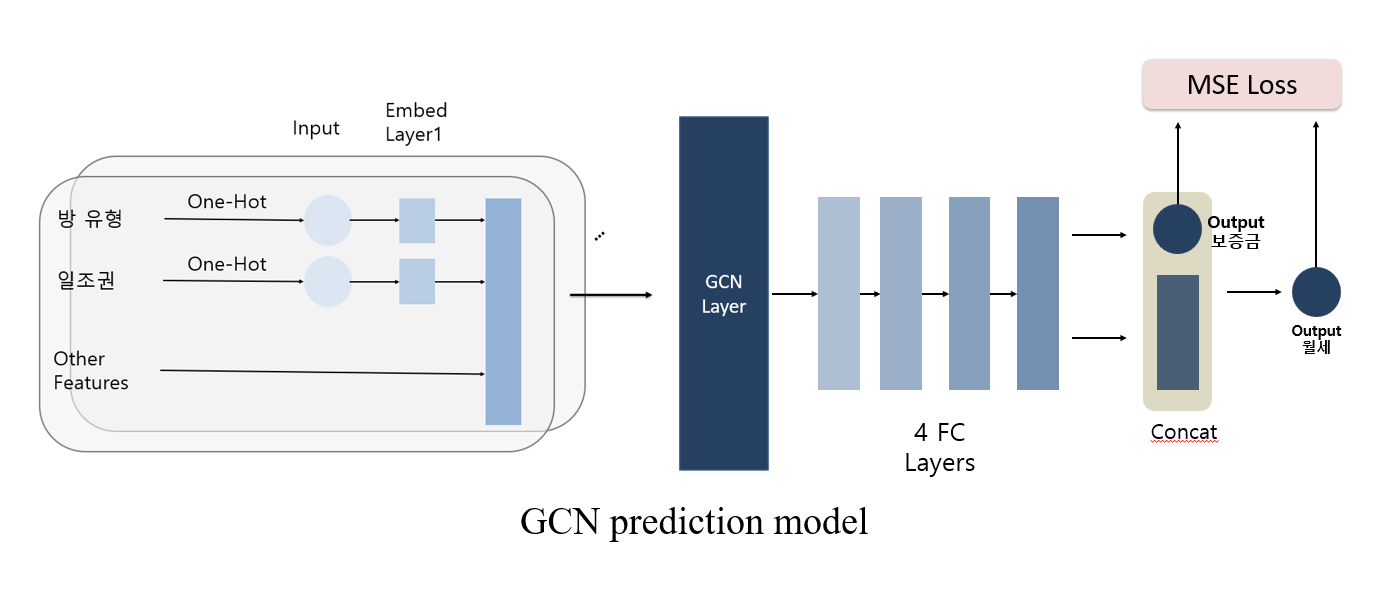 MSE Loss
Input
Embed
Layer1
방 유형
One-Hot
일조권
One-Hot
Other
Features
GCN
Layer
4 FC
Layers
Output
보증금
Concat
Output
월세
GCN prediction model